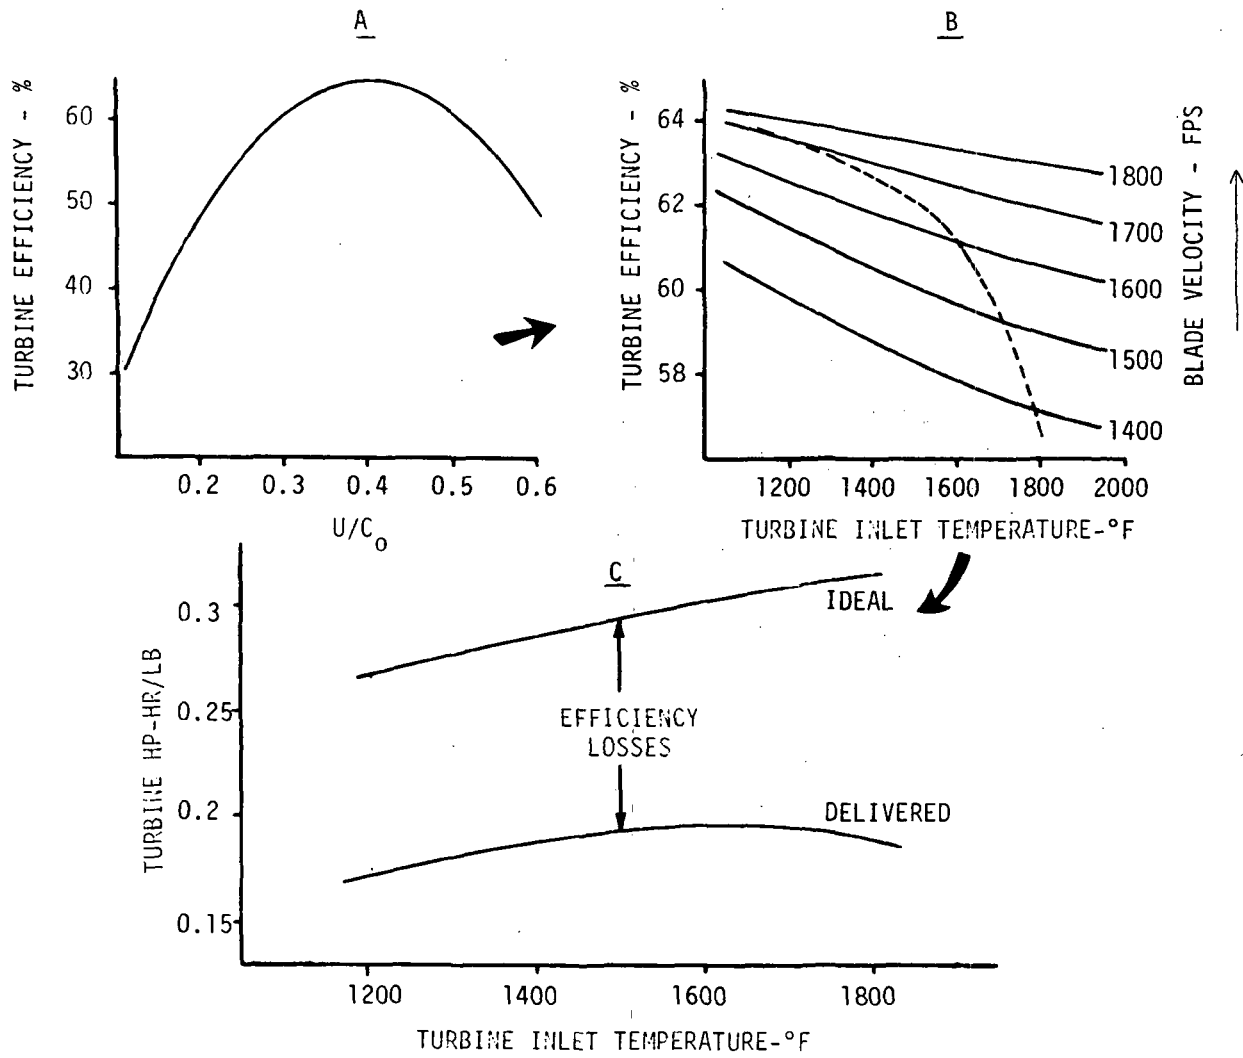 A
TURBINE EFFICIENCY - %
60
50
40
30
0.2 0.3 0.4 0.5 0.6
U/Co
B
TURBINE EFFICIENCY - %
64
62
60
58
1800
1700
1600
1500
1400
BLADE VELOCITY - FPS
1200 1400 1600 1800 2000
TURBINE INLET TEMPERATURE-°F
C
TURBINE HP-HR/LB
0.3
0.25
0.2
0.15
IDEAL
EFFICIENCY
LOSSES
DELIVERED
1200 1400 1600 1800
TURBINE INLET TEMPERATURE-°F